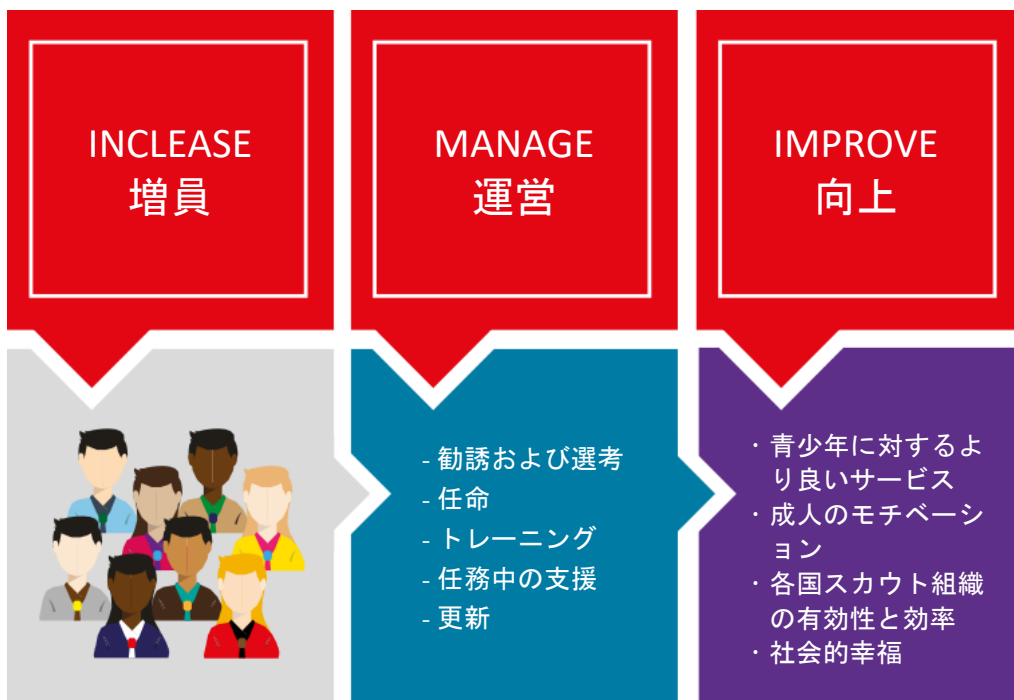 INCLEASE
増員
MANAGE
運営
IMPROVE
向上
- 勧誘および選考
- 任命
- トレーニング
- 任務中の支援
- 更新
・青少年に対するよ
り良いサービス
・成人のモチベーシ
ョン
・各国スカウト組織
の有効性と効率
・社会的幸福